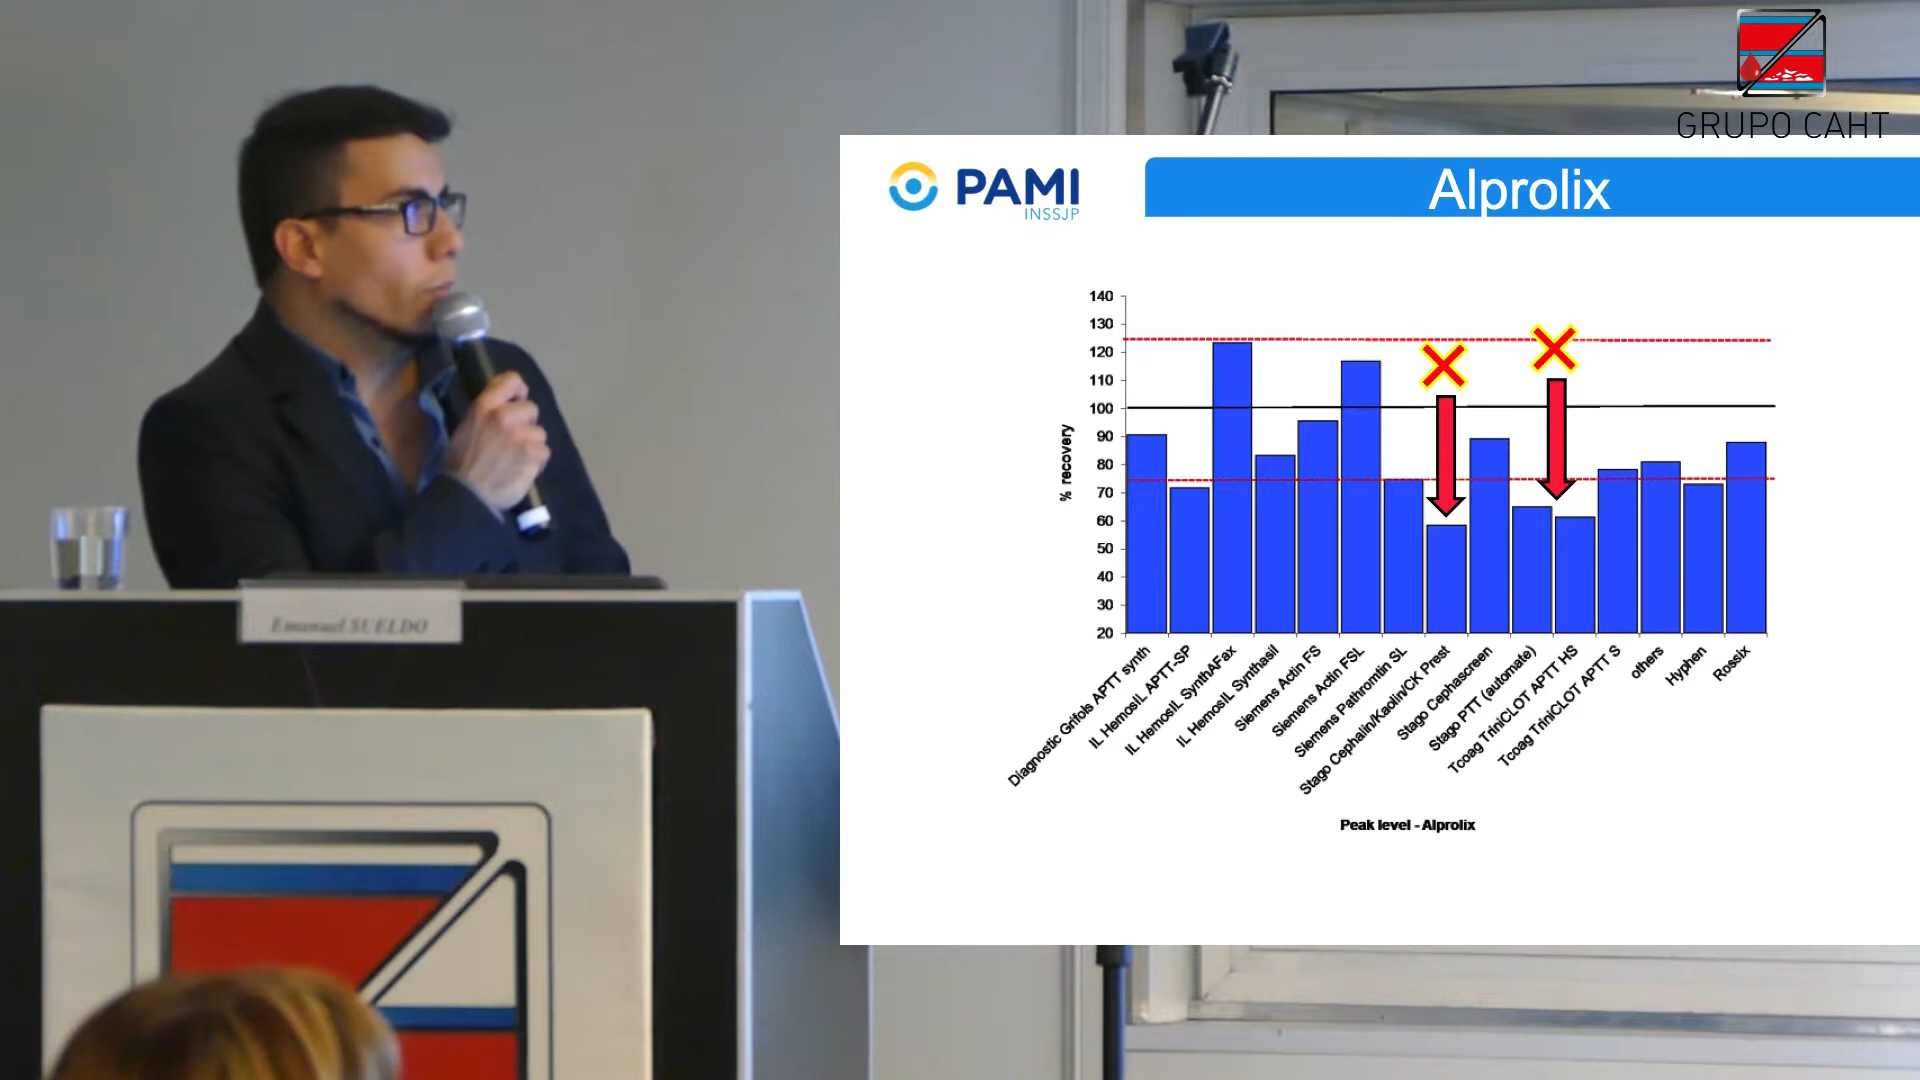 GRUPO CAHT
PAMI
INSSJP
Alprolix
140
130
120
110
100
90
80
70
60
50
40
30
20
% recovery
Diagnostic Grifols APTT synth
IL HemosIL APTT-SP
IL HemosIL SynthAFax
IL HemosIL Synthasil
Siemens Actin FS
Siemens Actin FSL
Siemens Pathromtin SL
Stago Cephalin/Kaolin/CK Prest
Stago Cephascreen
Stago PTT (automate)
Tcoag TriniCLOT APTT HS
Tcoag TriniCLOT APTT S
others
Hyphen
Rossix
Peak level - Alprolix
Emanuel SUELDO